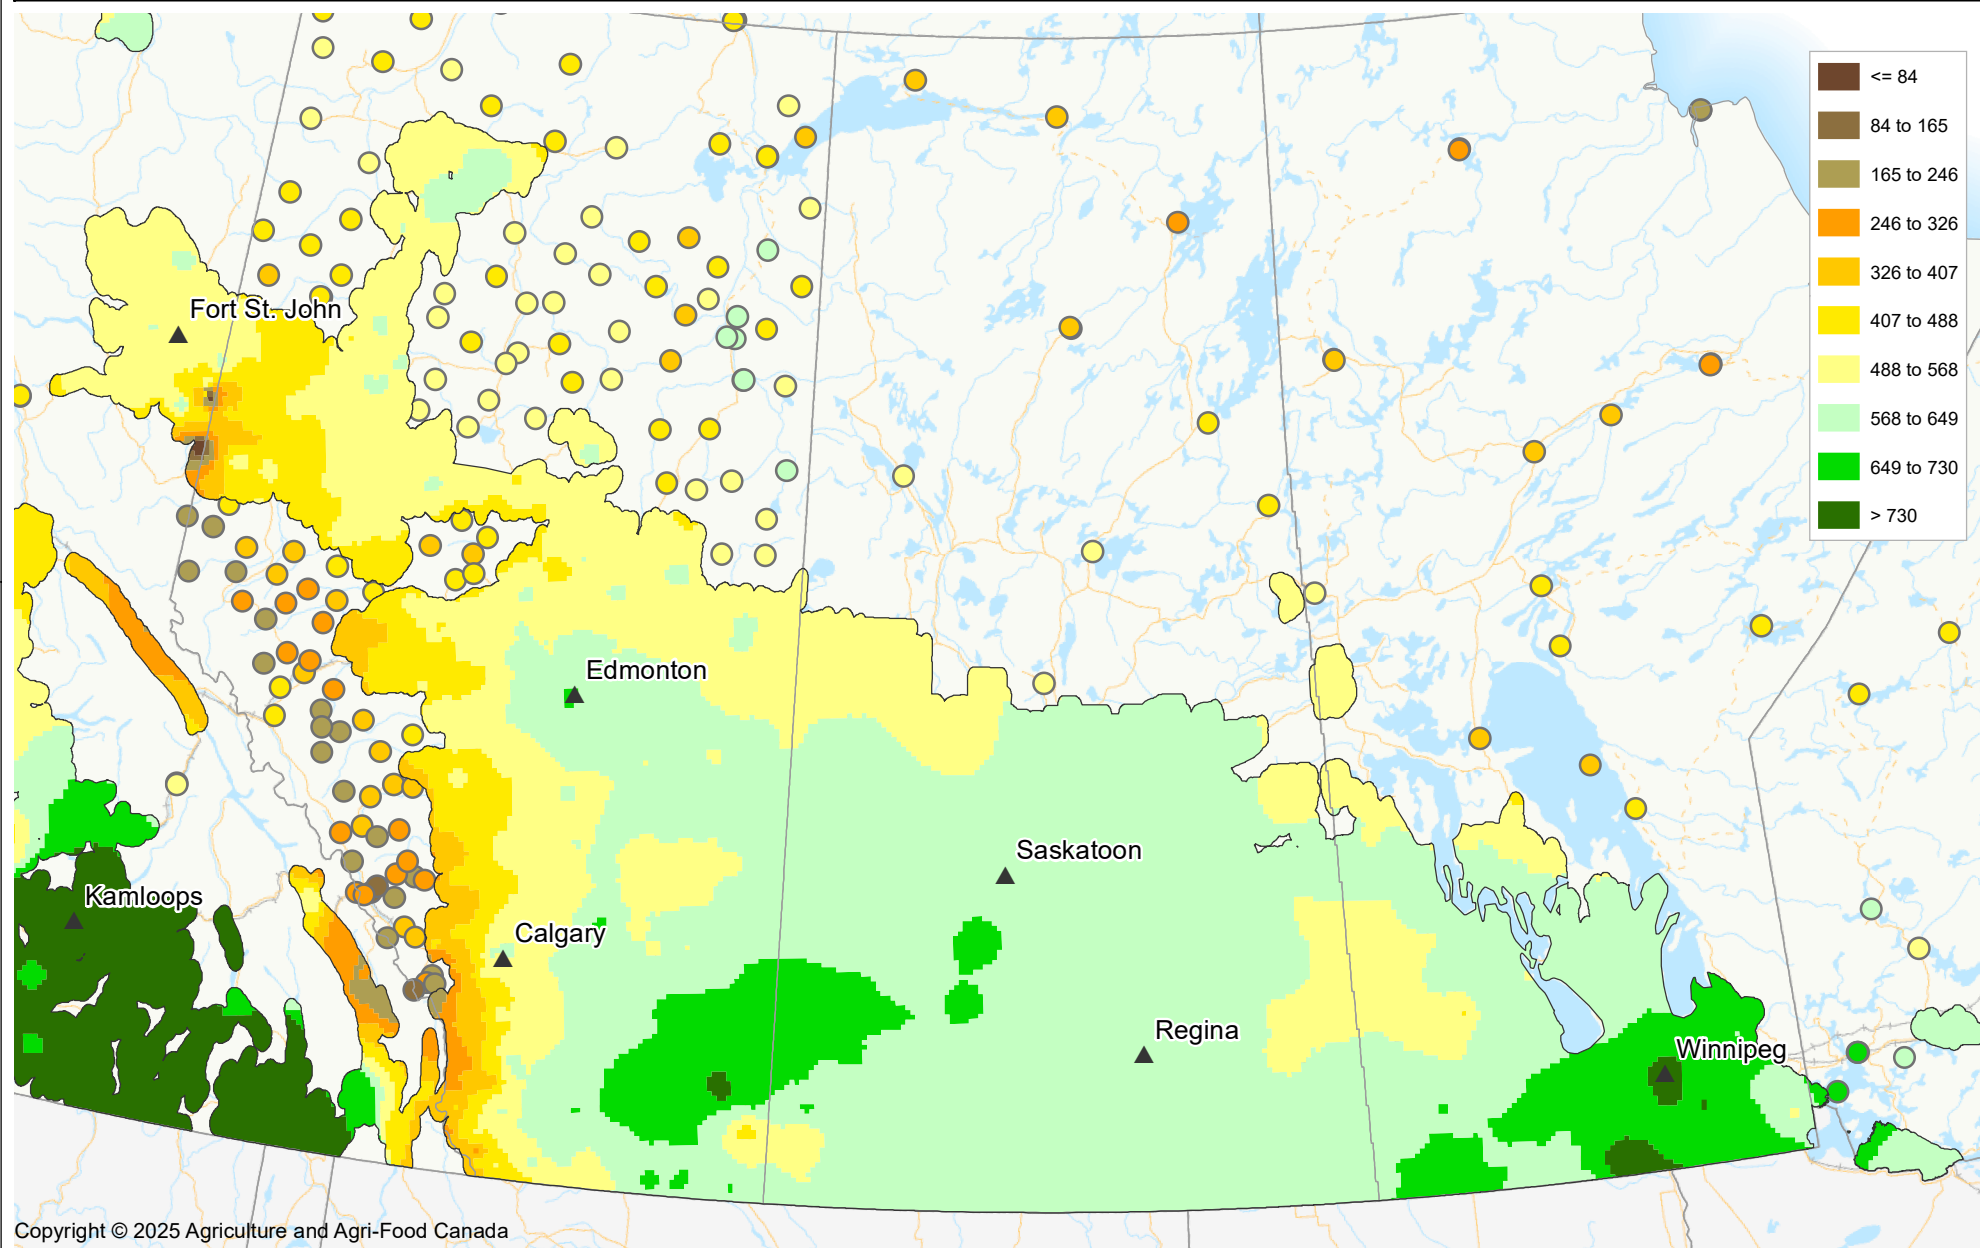 <= 84
84 to 165
165 to 246
246 to 326
326 to 407
407 to 488
488 to 568
568 to 649
649 to 730
> 730
Fort St. John
Edmonton
Saskatoon
Kamloops
Calgary
Regina
Winnipeg
Copyright © 2025 Agriculture and Agri-Food Canada